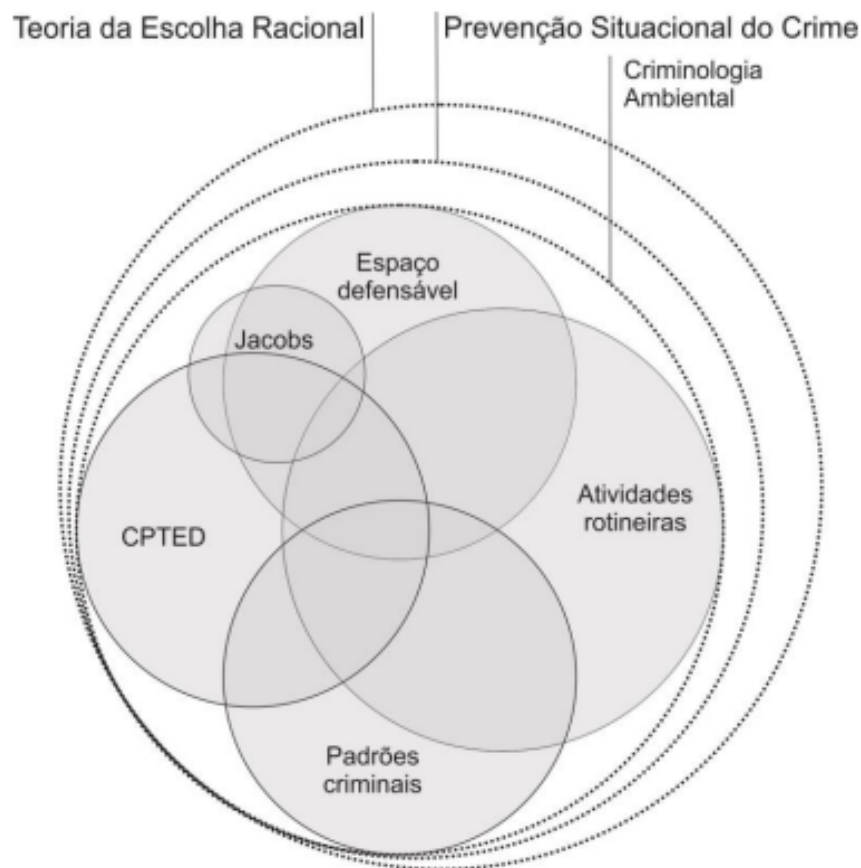 Teoria da Escolha Racional
Prevenção Situacional do Crime
Criminologia
Ambiental
Espaço
defensável
Jacobs
Atividades
rotineiras
CPTED
Padrões
criminais